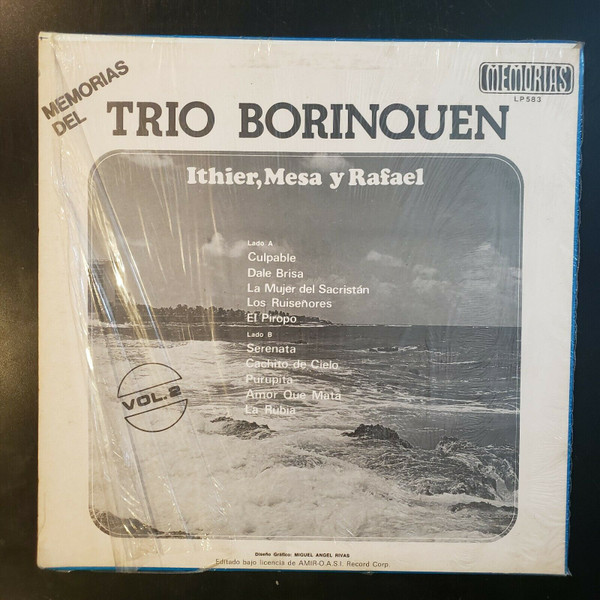 MEMORIAS
DEL
TRIO BORINQUEN
MEMORIAS
LP583
Ithier, Mesa y Rafael
Lado A
Culpable
Dale Brisa
La Mujer del Sacristán
Los Ruiseñores
El Piropo
Lado B
Serenata
Cachito de Cielo
Purupita
Amor Que Mata
La Rubia
VOL.2
Diseño Gráfico: MIGUEL ANGEL RIVAS
Editado bajo licencia de AMIR-O.A.S.I. Record Corp.